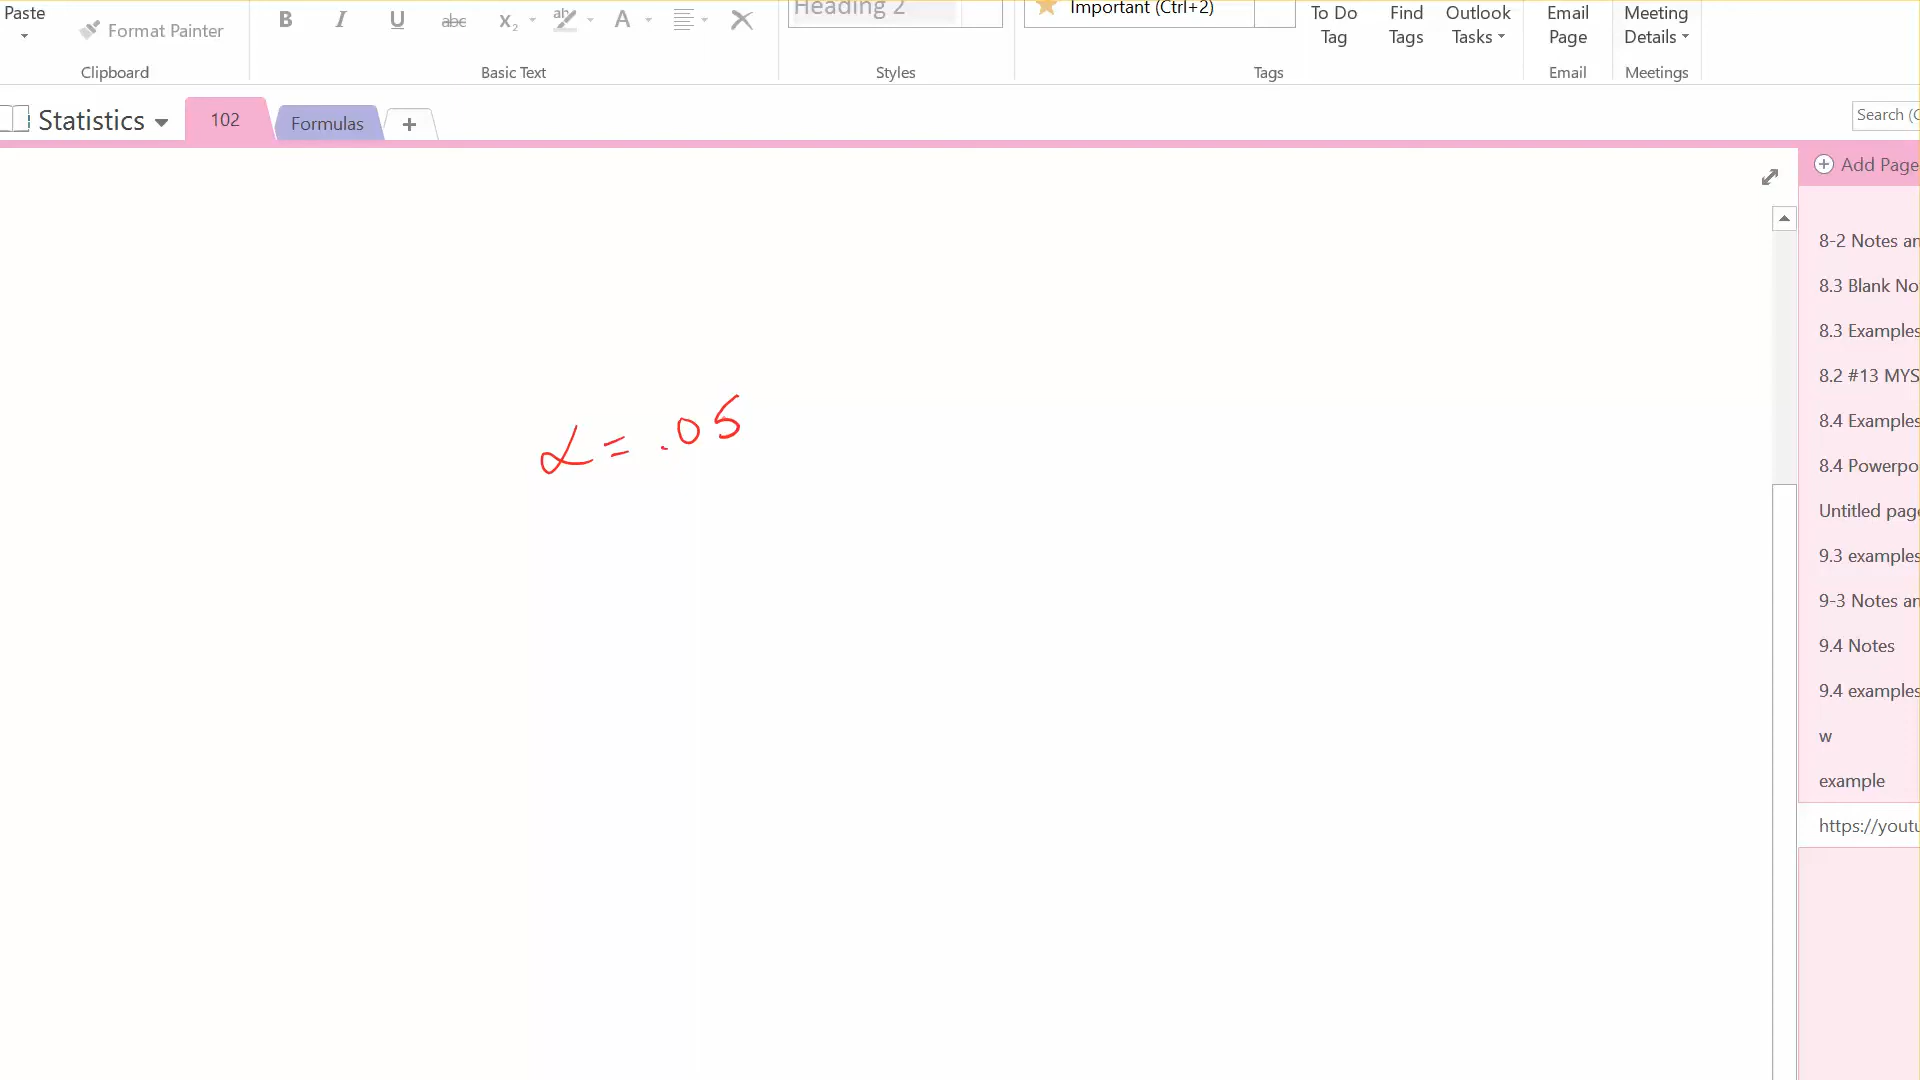 Paste
Format Painter
Clipboard
B I U abc X₂ ab A
Basic Text
Heading 2
Styles
Important (Ctrl+2)
To Do Tag
Find Tags
Tags
Outlook Tasks
Email Page
Email
Meeting Details
Meetings
Statistics
102
Formulas
+
Search (
Add Page
α = .05
8-2 Notes an
8.3 Blank No
8.3 Examples
8.2 #13 MYS
8.4 Examples
8.4 Powerpo
Untitled page
9.3 examples
9-3 Notes an
9.4 Notes
9.4 examples
w
example
https://youtu